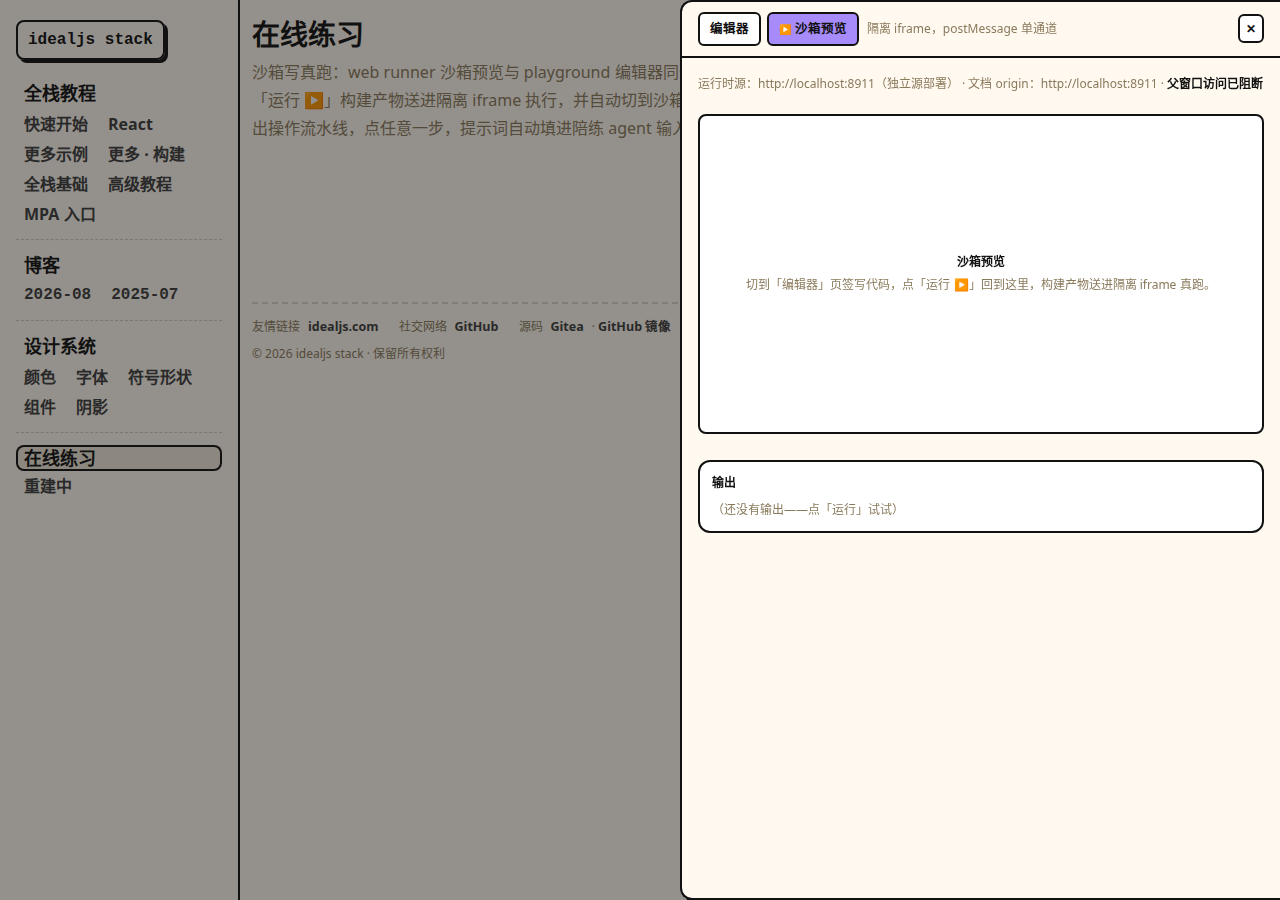 idealjs stack
全栈教程
快速开始 React
更多示例 更多 · 构建
全栈基础 高级教程
MPA 入口
博客
2026-08 2025-07
设计系统
颜色 字体 符号形状
组件 阴影
在线练习
重建中
在线练习
沙箱写真跑：web runner 沙箱预览与 playground 编辑器同
「运行 ▶️」构建产物送进隔离 iframe 执行，并自动切到沙箱
出操作流水线，点任意一步，提示词自动填进陪练 agent 输入
友情链接 idealjs.com 社交网络 GitHub 源码 Gitea · GitHub 镜像
© 2026 idealjs stack · 保留所有权利
编辑器 ▶️ 沙箱预览 隔离 iframe，postMessage 单通道 ×
运行时源：http://localhost:8911（独立源部署） · 文档 origin：http://localhost:8911 · 父窗口访问已阻断
沙箱预览
切到「编辑器」页签写代码，点「运行 ▶️」回到这里，构建产物送进隔离 iframe 真跑。
输出
（还没有输出——点「运行」试试）